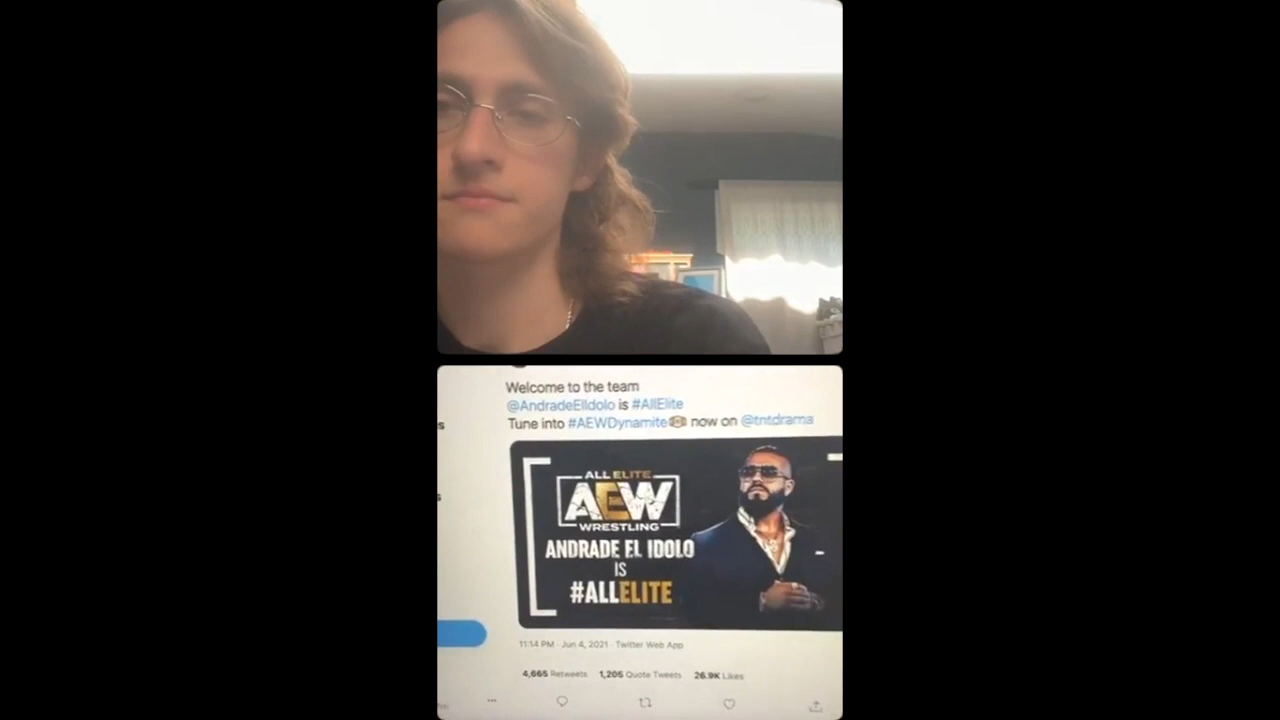 Welcome to the team
@AndradeElIdolo is #AllElite
Tune into #AEWDynamite now on @tntdrama
ALL ELITE
AEW
WRESTLING
ANDRADE EL IDOLO
IS
#ALLELITE
11:14 PM · Jun 4, 2021 · Twitter Web App
4,665 Retweets 1,205 Quote Tweets 26.9K Likes